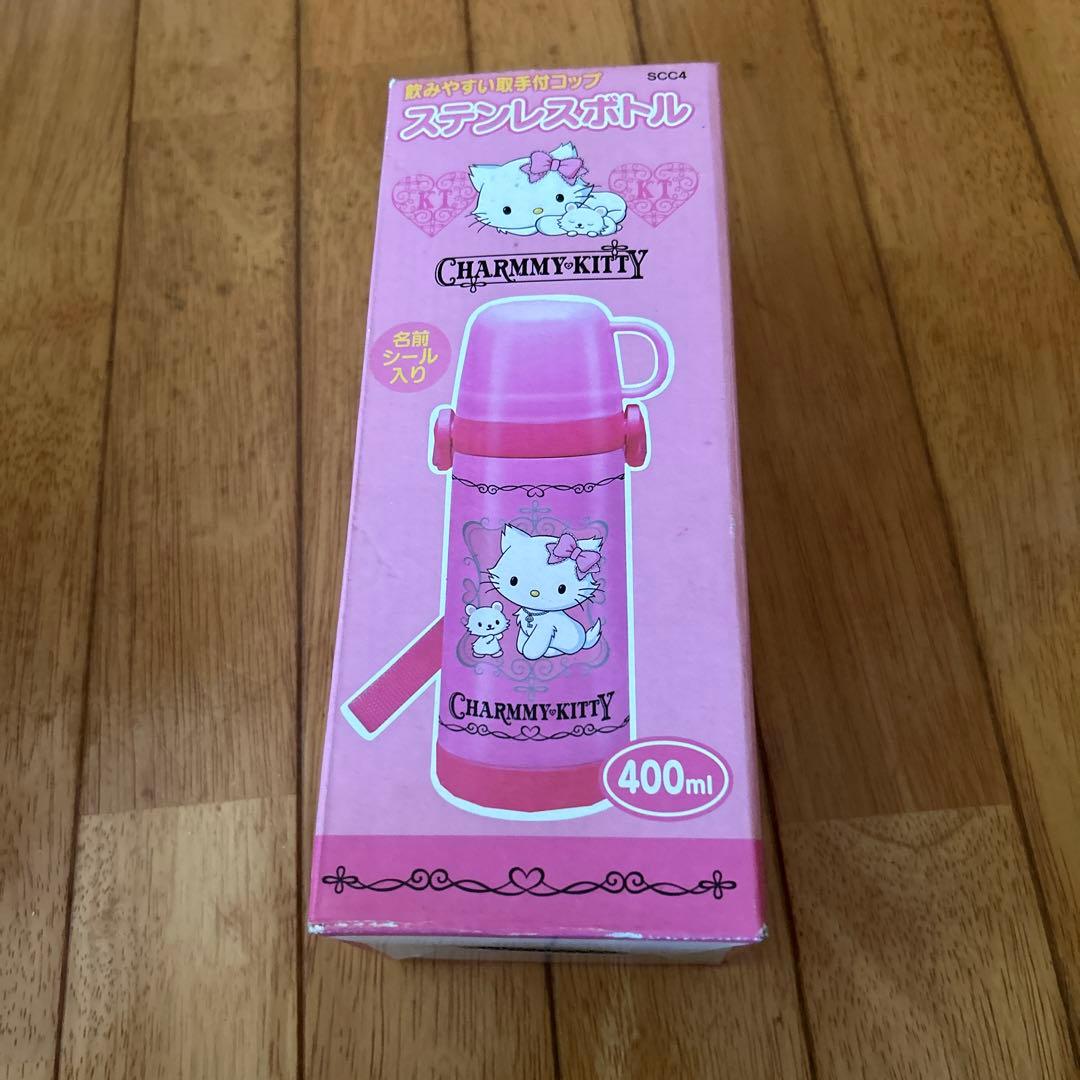 飲みやすい取手付コップ
SCC4
ステンレスボトル
KT
KT
CHARMMY KITTY
名前
シール
入り
CHARMMY KITTY
400ml